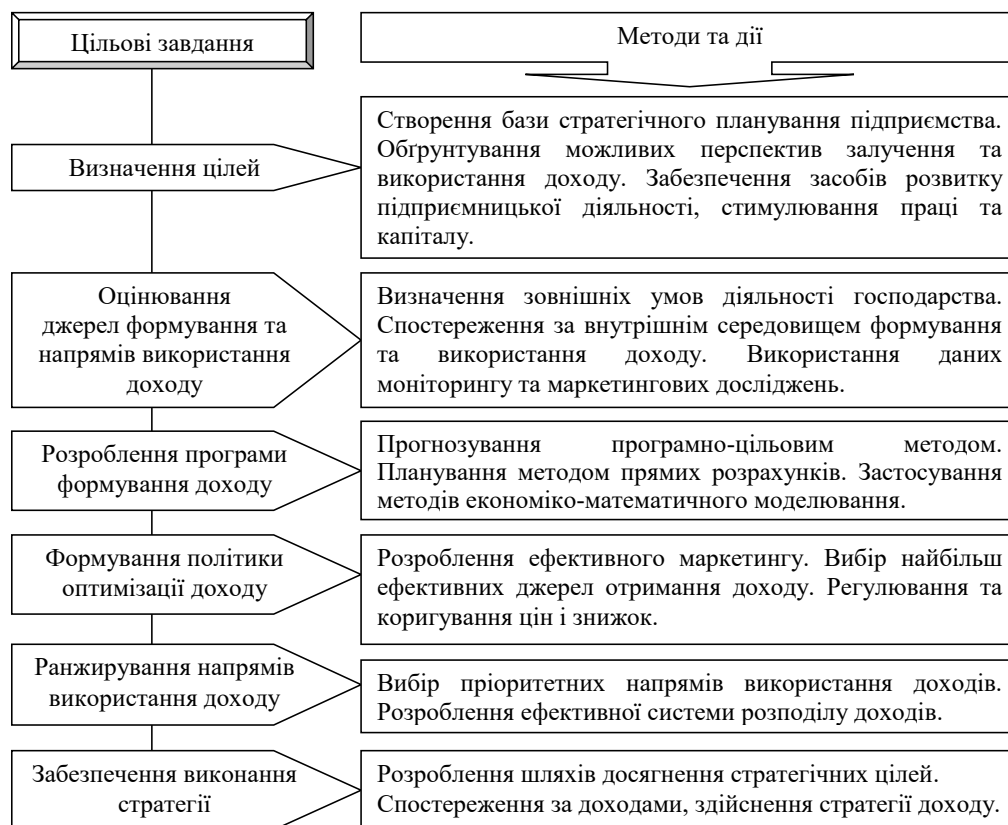 Цільові завдання
Методи та дії
Визначення цілей
Створення бази стратегічного планування підприємства.
Обґрунтування можливих перспектив залучення та
використання доходу. Забезпечення засобів розвитку
підприємницької діяльності, стимулювання праці та
капіталу.
Оцінювання
джерел формування та
напрямів використання
доходу
Визначення зовнішніх умов діяльності господарства.
Спостереження за внутрішнім середовищем формування
та використання доходу. Використання даних
моніторингу та маркетингових досліджень.
Розроблення програми
формування доходу
Прогнозування програмно-цільовим методом.
Планування методом прямих розрахунків. Застосування
методів економіко-математичного моделювання.
Формування політики
оптимізації доходу
Розроблення ефективного маркетингу. Вибір найбільш
ефективних джерел отримання доходу. Регулювання та
коригування цін і знижок.
Ранжирування напрямів
використання доходу
Вибір пріоритетних напрямів використання доходів.
Розроблення ефективної системи розподілу доходів.
Забезпечення виконання
стратегії
Розроблення шляхів досягнення стратегічних цілей.
Спостереження за доходами, здійснення стратегії доходу.